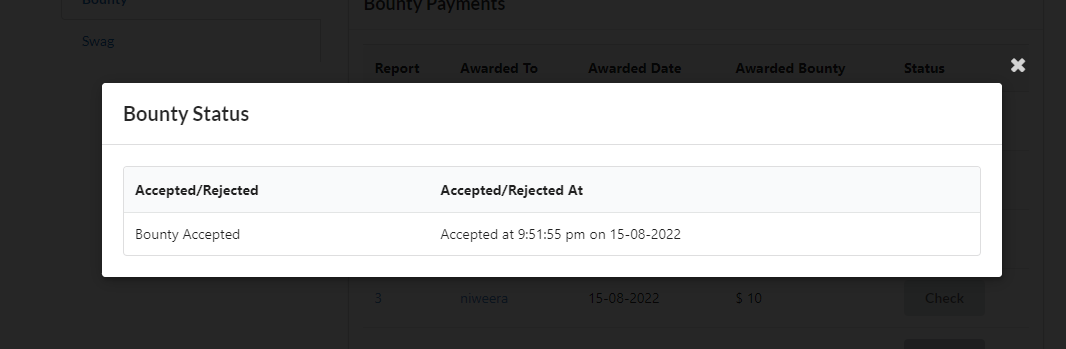 Bounty
Bounty Payments
Swag
Report Awarded To Awarded Date Awarded Bounty Status
✖
Bounty Status
Accepted/Rejected Accepted/Rejected At
Bounty Accepted Accepted at 9:51:55 pm on 15-08-2022
3 niweera 15-08-2022 $ 10 Check